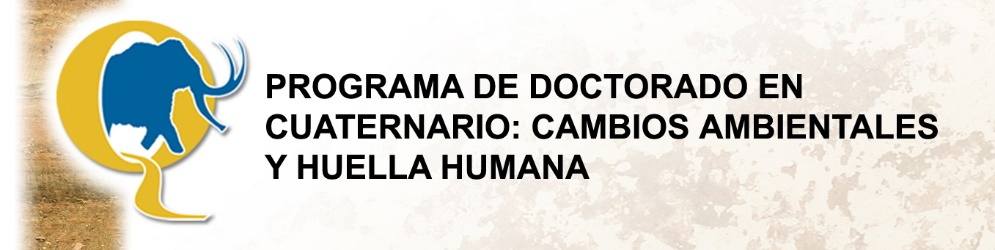 PROGRAMA DE DOCTORADO EN
CUATERNARIO: CAMBIOS AMBIENTALES
Y HUELLA HUMANA